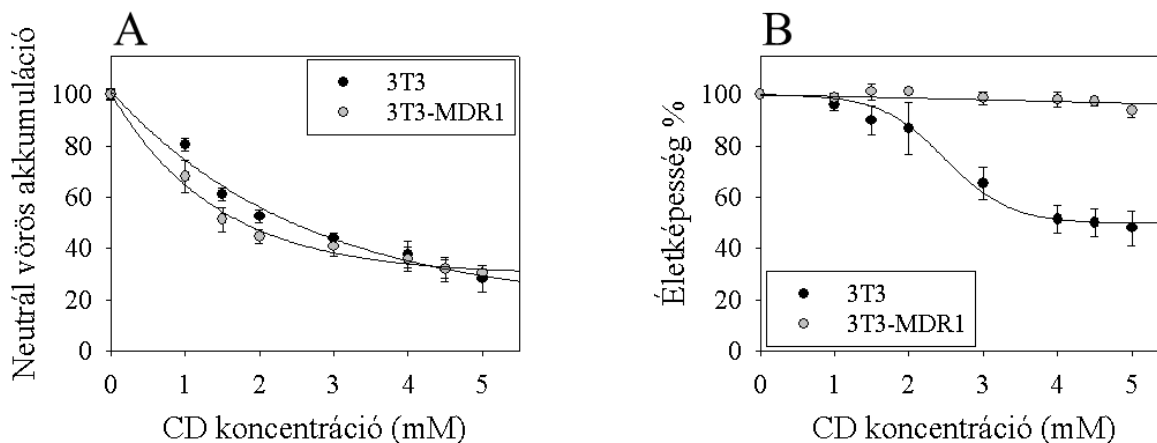 A
Neutrál vörös akkumuláció
100
80
60
40
20
0
3T3
3T3-MDR1
0 1 2 3 4 5
CD koncentráció (mM)
B
Életképesség %
100
80
60
40
20
0
3T3
3T3-MDR1
0 1 2 3 4 5
CD koncentráció (mM)